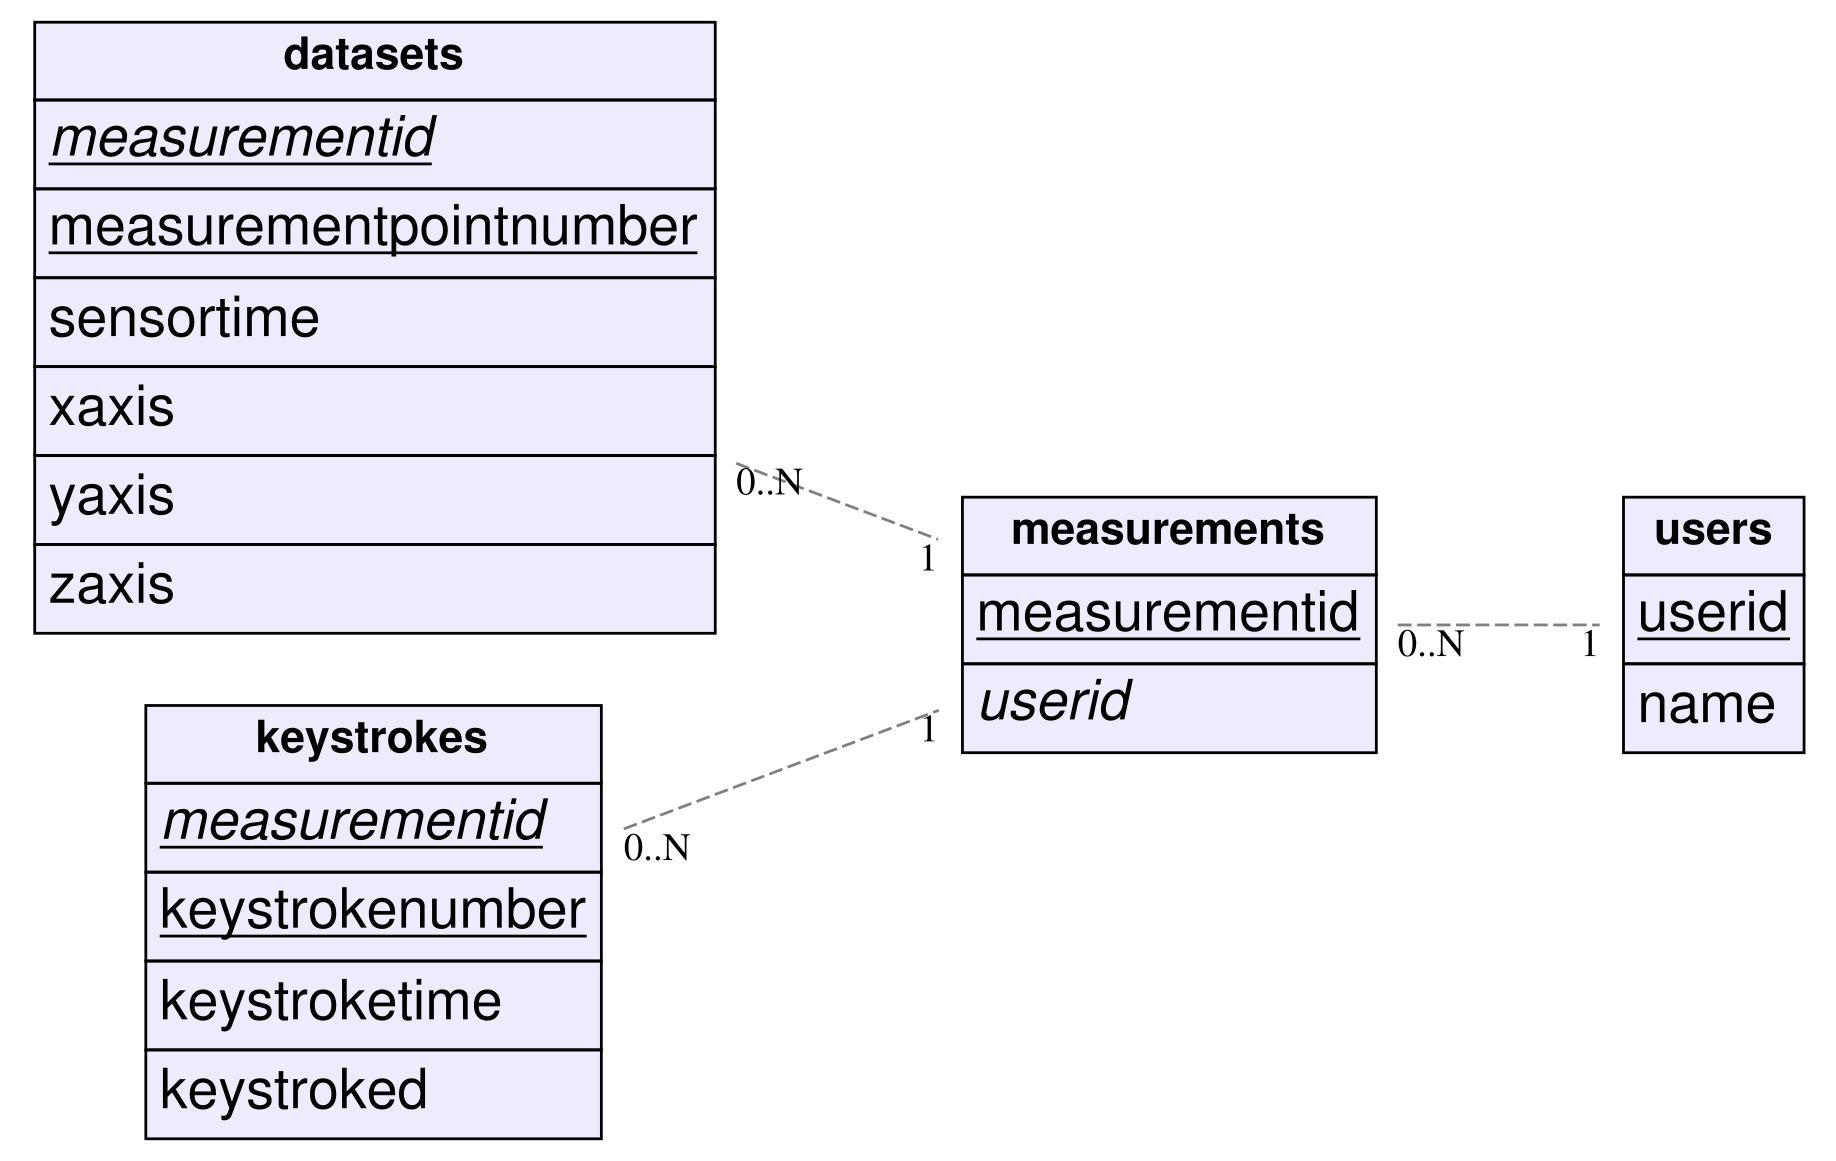 datasets
measurementid
measurementpointnumber
sensortime
xaxis
yaxis
zaxis
0..N
1
measurements
measurementid
userid
0..N
1
users
userid
name
keystrokes
measurementid
keystrokenumber
keystroketime
keystroked
0..N
1